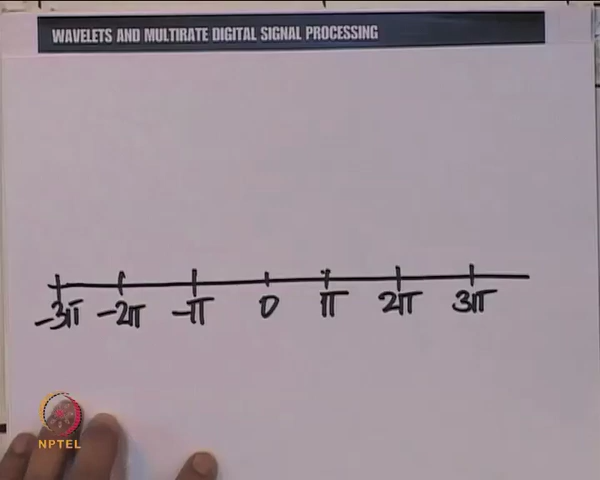 WAVELETS AND MULTIRATE DIGITAL SIGNAL PROCESSING
-3π -2π -π 0 π 2π 3π
NPTEL